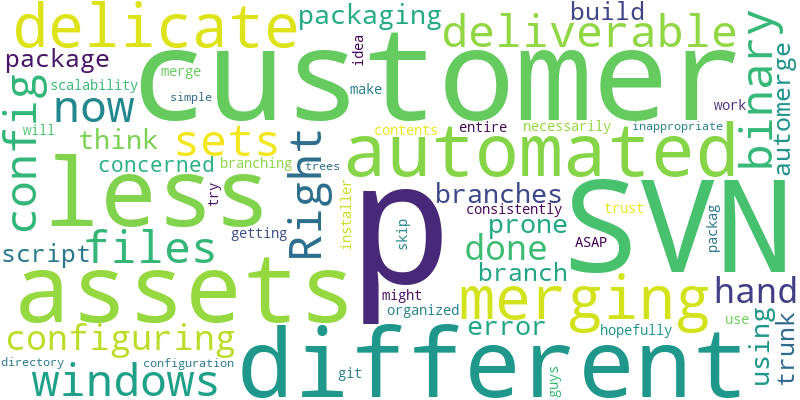 delicate
packaging
build
customer
deliverable
binary
package
idea
scalability
merge
simple
make
now
config
think
sets
contents
entire
necessarily
inappropriate
work
automerge
will
concerned
branching
try
Right
trees
automated
less
p
SVN
branches
consistently
trust
installer
skip
prone
ASAP
packag
script
files
getting
done
branch
assets
might
organized
merging
hand
configuring
error
hopefully
use
using
trunk
directory
configuration
windows
different
git
guys